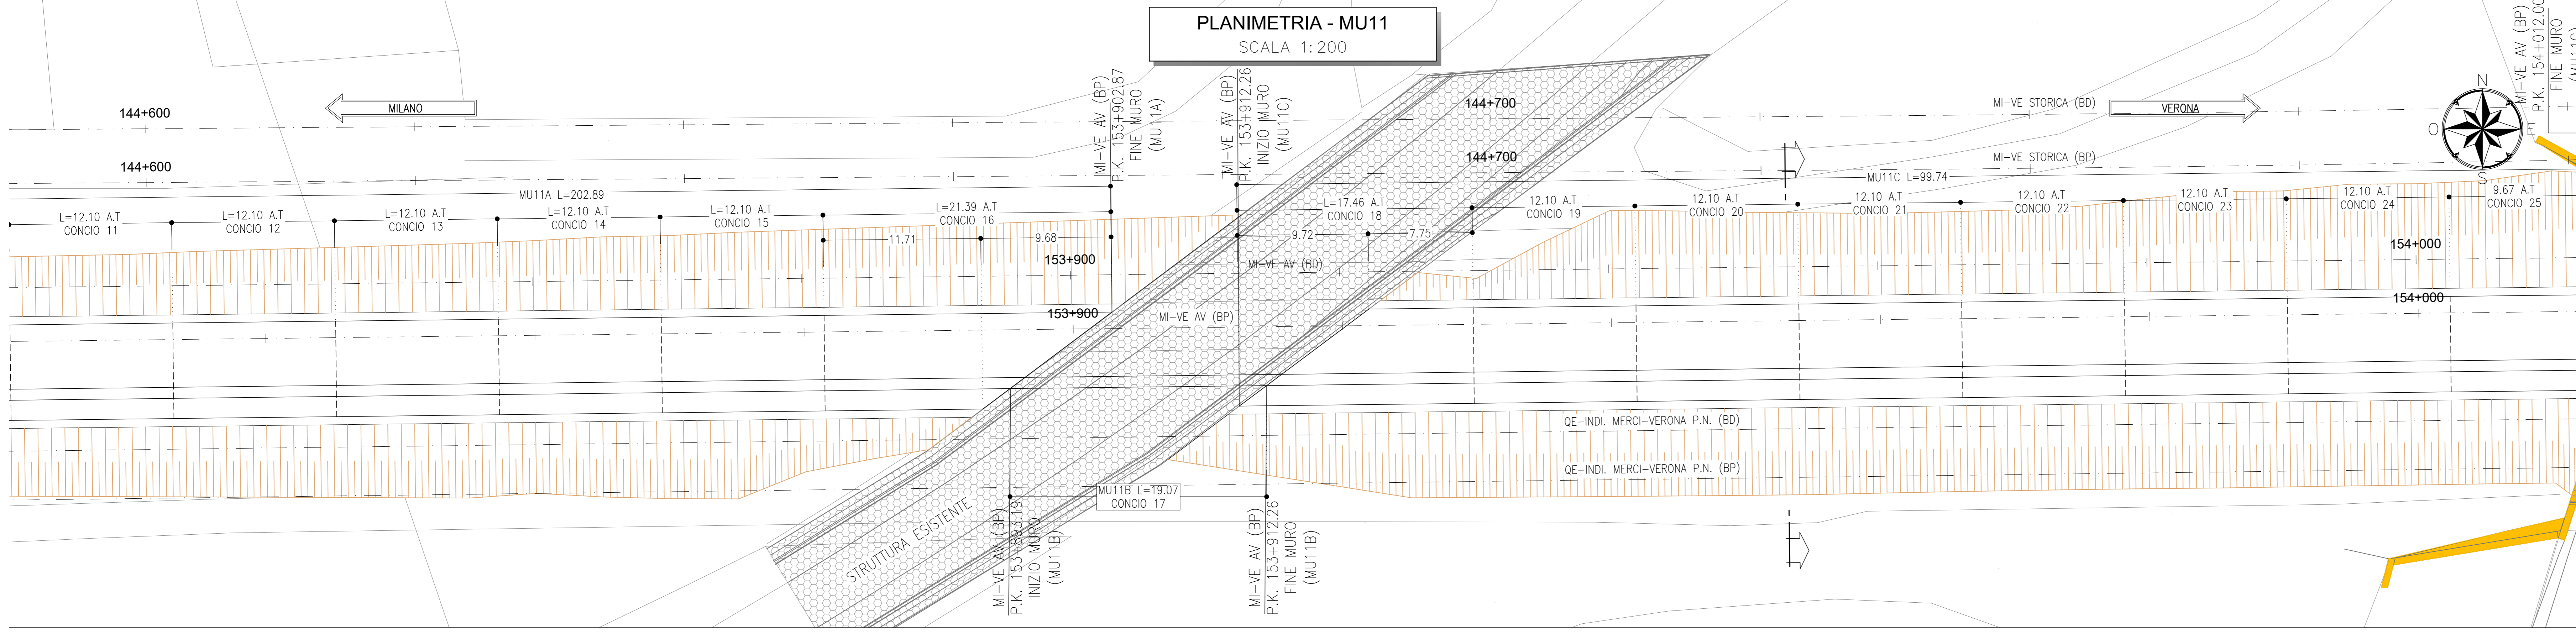 PLANIMETRIA - MU11
SCALA 1:200
MILANO
VERONA
144+600
144+600
144+700
144+700
MI-VE STORICA (BD)
MI-VE STORICA (BP)
N
O
E
S
MI-VE AV (BP)
P.K. 153+902.87
FINE MURO
(MU11A)
MI-VE AV (BP)
P.K. 153+912.26
INIZIO MURO
(MU11C)
MI-VE AV (BP)
P.K. 154+012.00
FINE MURO
(MU11C)
MU11A L=202.89
MU11C L=99.74
L=12.10 A.T
CONCIO 11
L=12.10 A.T
CONCIO 12
L=12.10 A.T
CONCIO 13
L=12.10 A.T
CONCIO 14
L=12.10 A.T
CONCIO 15
L=21.39 A.T
CONCIO 16
L=17.46 A.T
CONCIO 18
12.10 A.T
CONCIO 19
12.10 A.T
CONCIO 20
12.10 A.T
CONCIO 21
12.10 A.T
CONCIO 22
12.10 A.T
CONCIO 23
12.10 A.T
CONCIO 24
9.67 A.T
CONCIO 25
11.71
9.68
9.72
7.75
153+900
MI-VE AV (BD)
154+000
153+900
MI-VE AV (BP)
154+000
QE-INDI. MERCI-VERONA P.N. (BD)
QE-INDI. MERCI-VERONA P.N. (BP)
MU11B L=19.07
CONCIO 17
STRUTTURA ESISTENTE
MI-VE AV (BP)
P.K. 153+893.19
INIZIO MURO
(MU11B)
MI-VE AV (BP)
P.K. 153+912.26
FINE MURO
(MU11B)